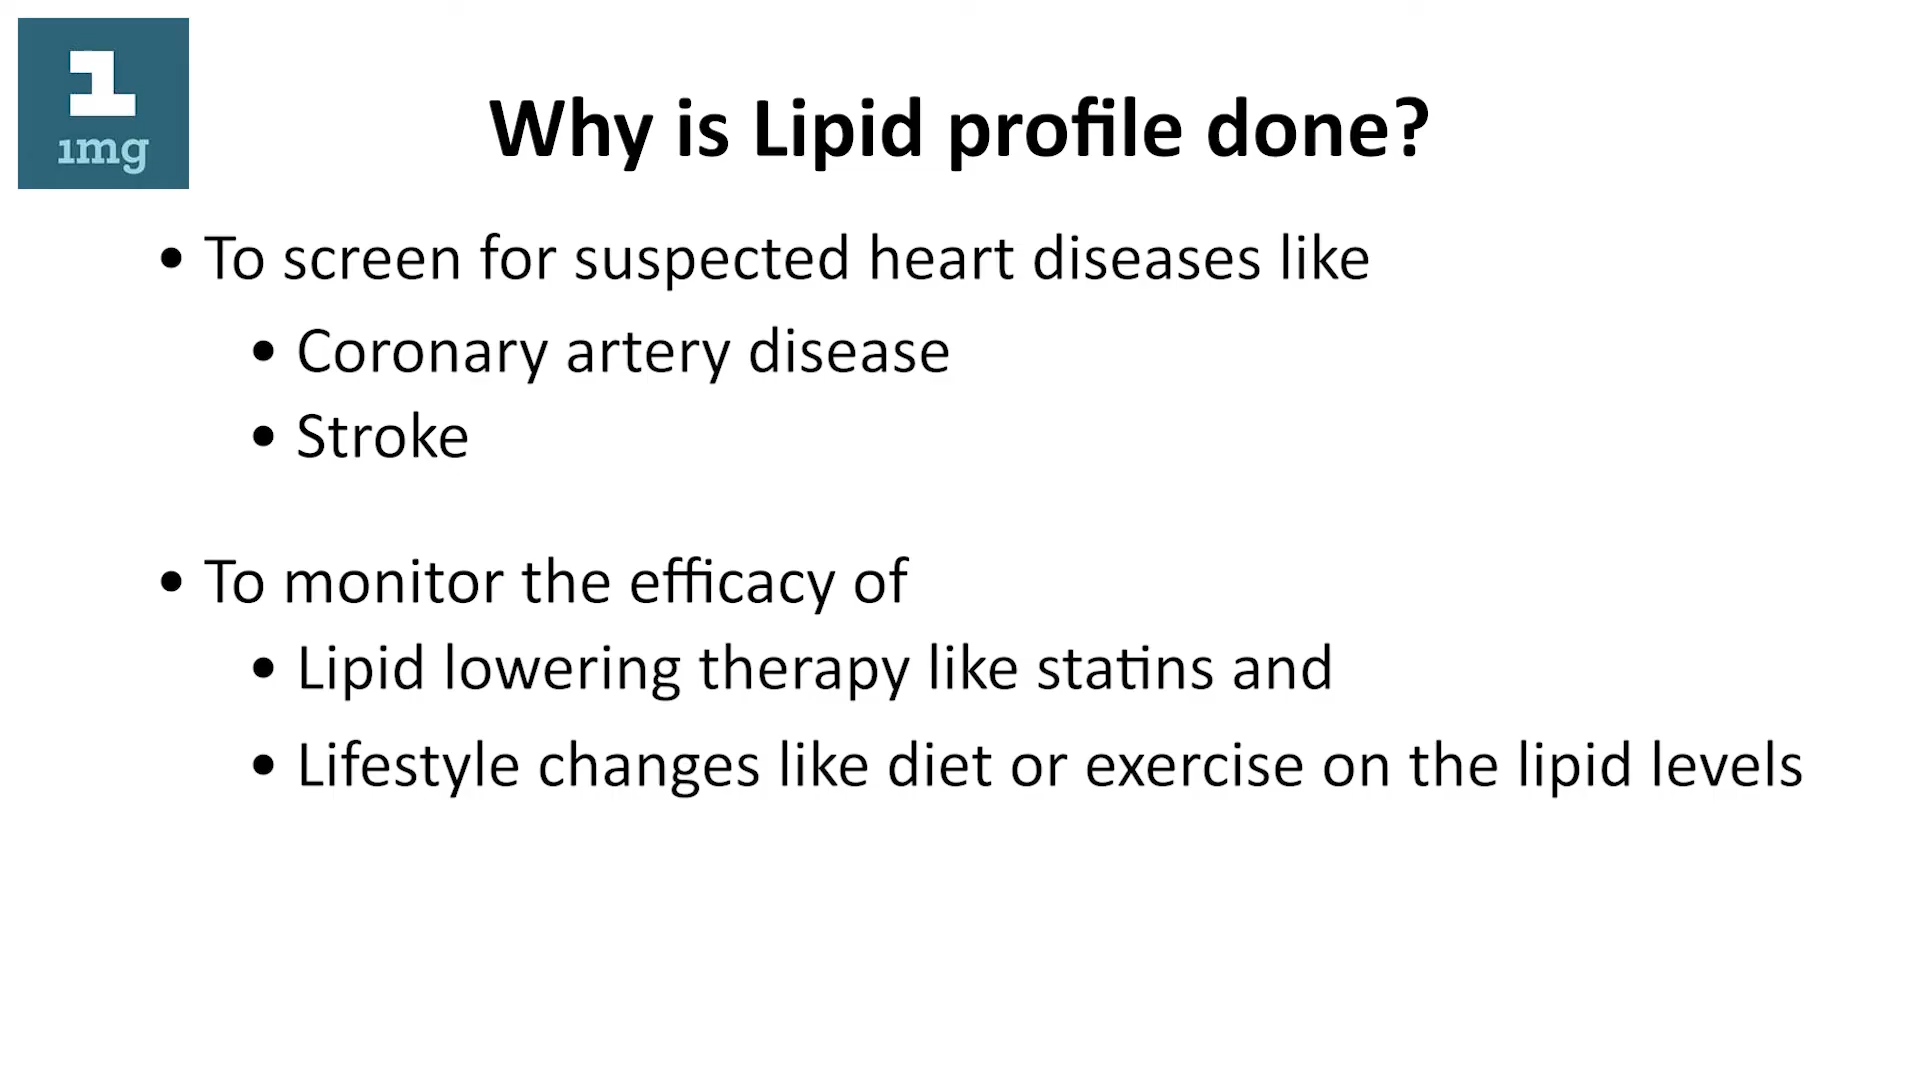 1
1mg
Why is Lipid profile done?
• To screen for suspected heart diseases like
• Coronary artery disease
• Stroke
• To monitor the efficacy of
• Lipid lowering therapy like statins and
• Lifestyle changes like diet or exercise on the lipid levels